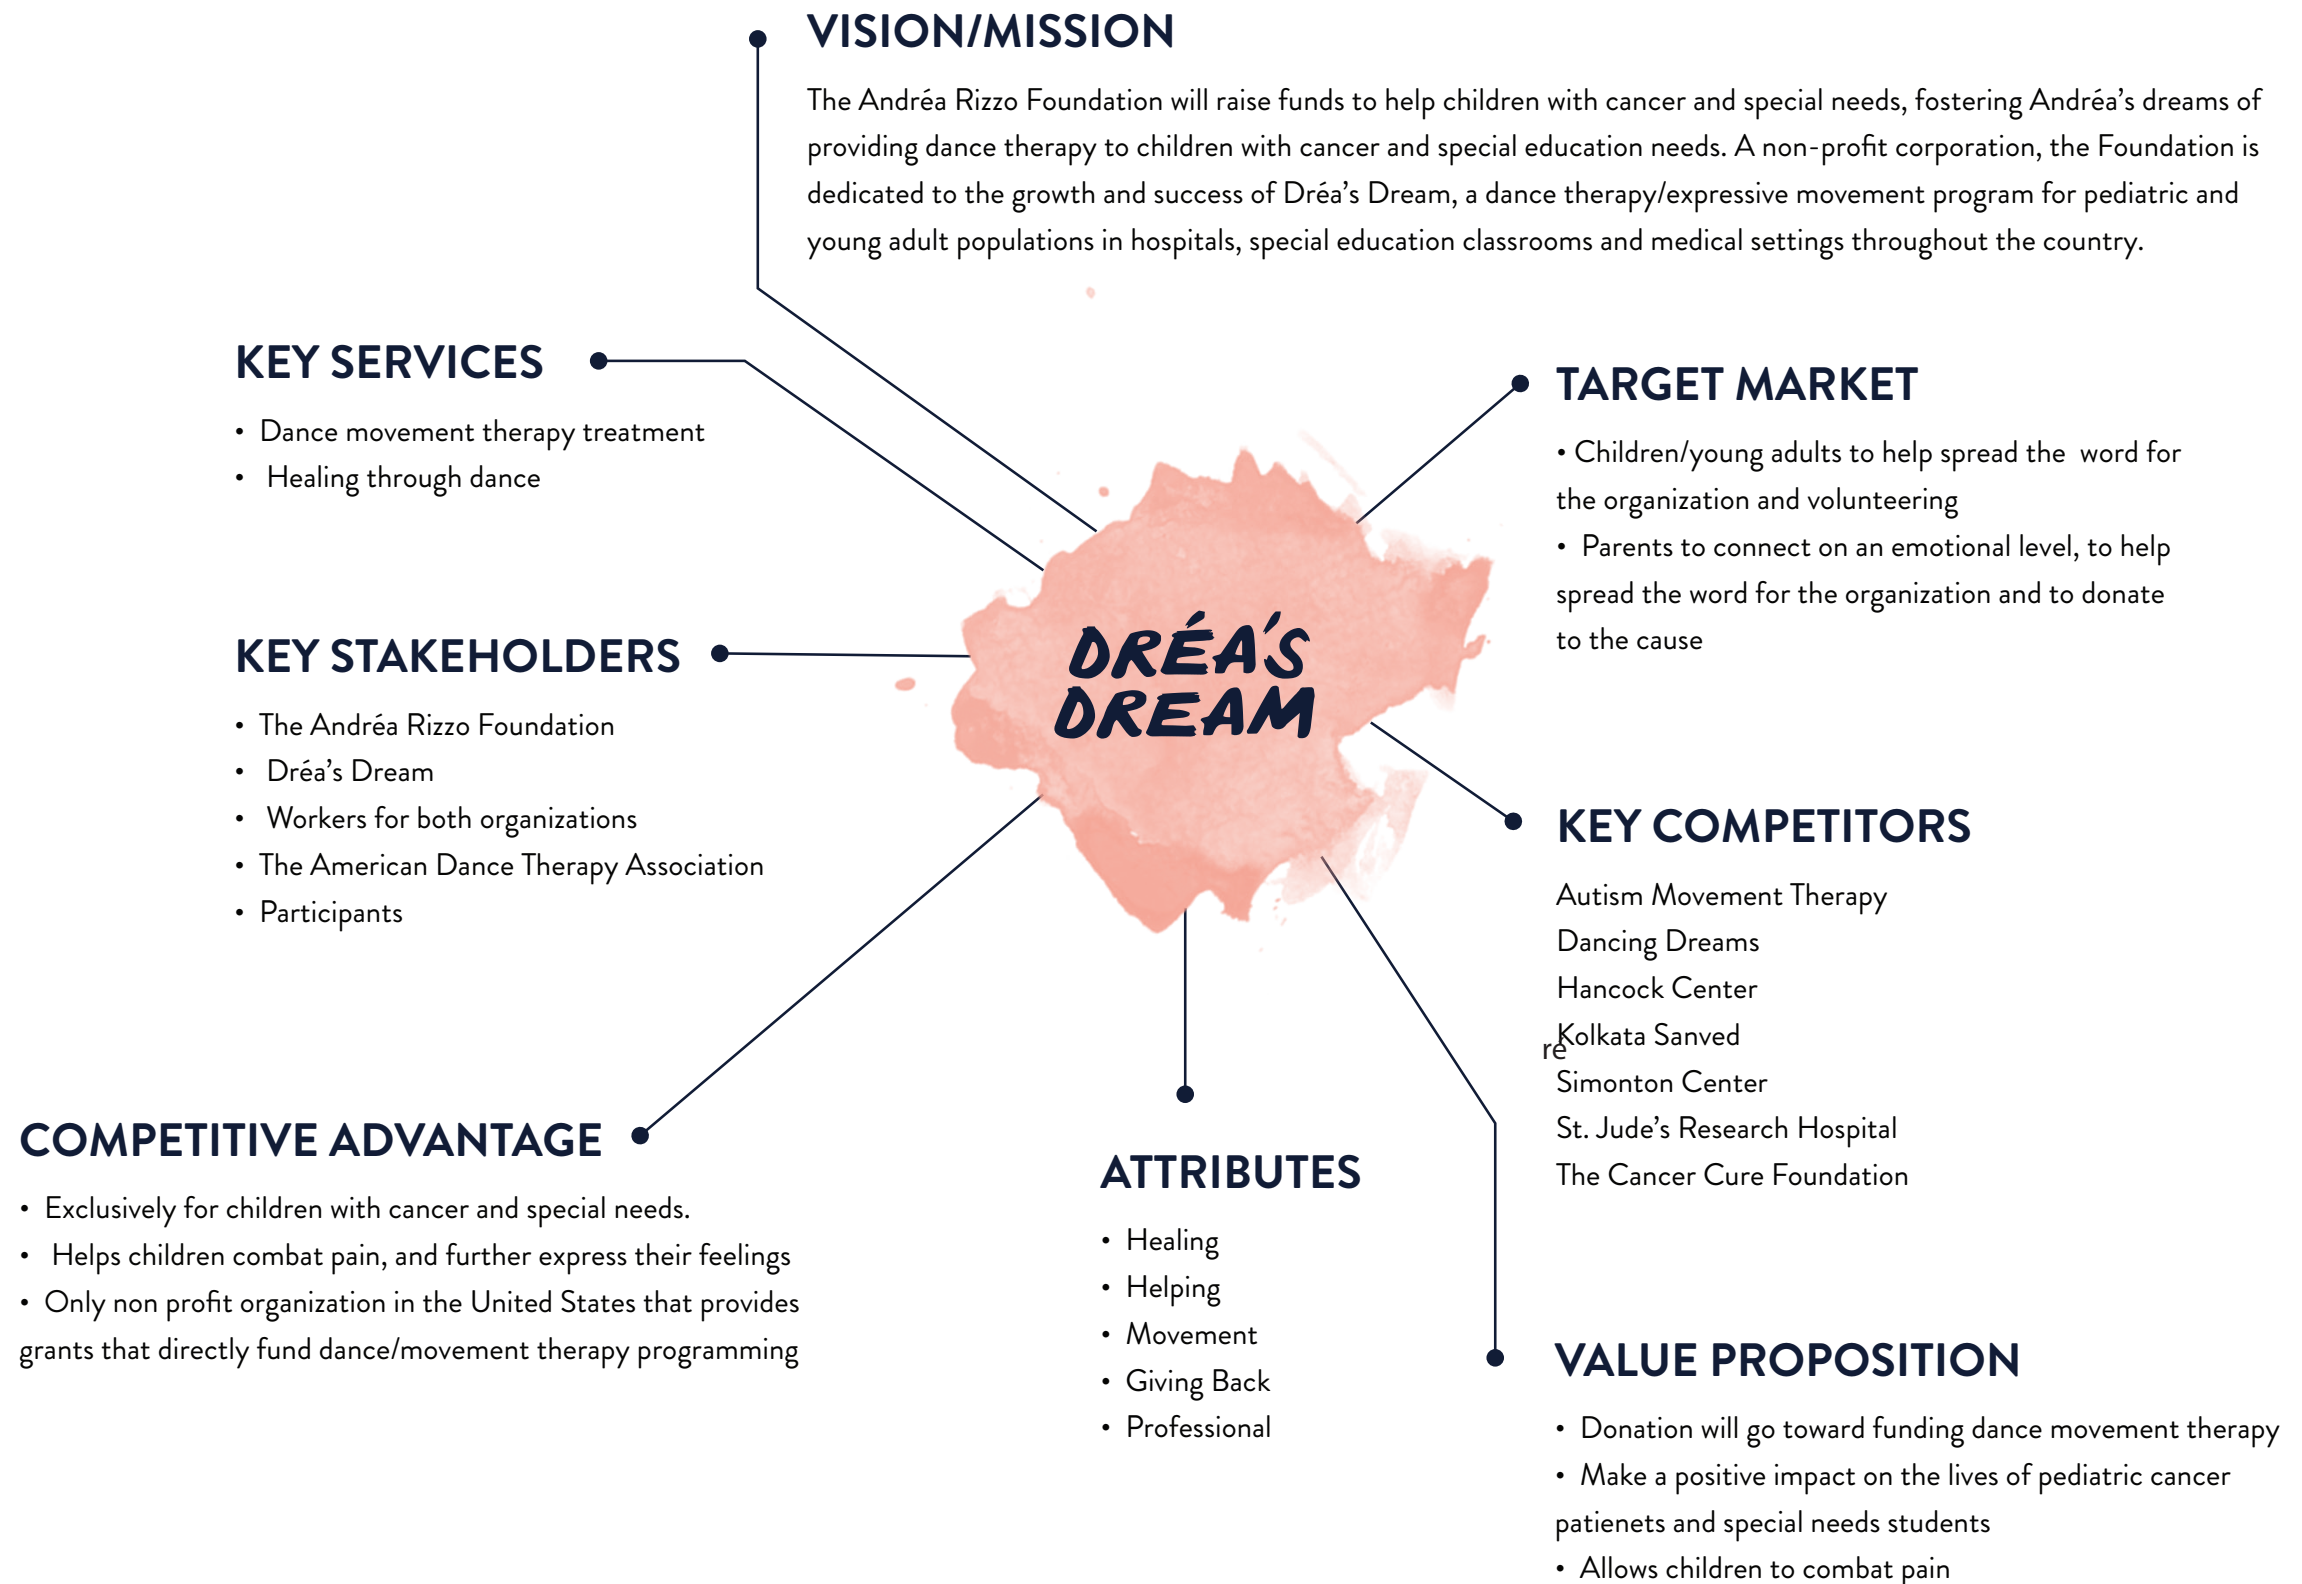 VISION/MISSION
The Andréa Rizzo Foundation will raise funds to help children with cancer and special needs, fostering Andréa’s dreams of
providing dance therapy to children with cancer and special education needs. A non-profit corporation, the Foundation is
dedicated to the growth and success of Dréa’s Dream, a dance therapy/expressive movement program for pediatric and
young adult populations in hospitals, special education classrooms and medical settings throughout the country.
KEY SERVICES
• Dance movement therapy treatment
• Healing through dance
TARGET MARKET
• Children/young adults to help spread the word for
the organization and volunteering
• Parents to connect on an emotional level, to help
spread the word for the organization and to donate
to the cause
KEY STAKEHOLDERS
• The Andréa Rizzo Foundation
• Dréa’s Dream
• Workers for both organizations
• The American Dance Therapy Association
• Participants
DRÉA’S
DREAM
KEY COMPETITORS
Autism Movement Therapy
Dancing Dreams
Hancock Center
Kolkata Sanved
re
Simonton Center
St. Jude’s Research Hospital
The Cancer Cure Foundation
COMPETITIVE ADVANTAGE
• Exclusively for children with cancer and special needs.
• Helps children combat pain, and further express their feelings
• Only non profit organization in the United States that provides
grants that directly fund dance/movement therapy programming
ATTRIBUTES
• Healing
• Helping
• Movement
• Giving Back
• Professional
VALUE PROPOSITION
• Donation will go toward funding dance movement therapy
• Make a positive impact on the lives of pediatric cancer
patienets and special needs students
• Allows children to combat pain